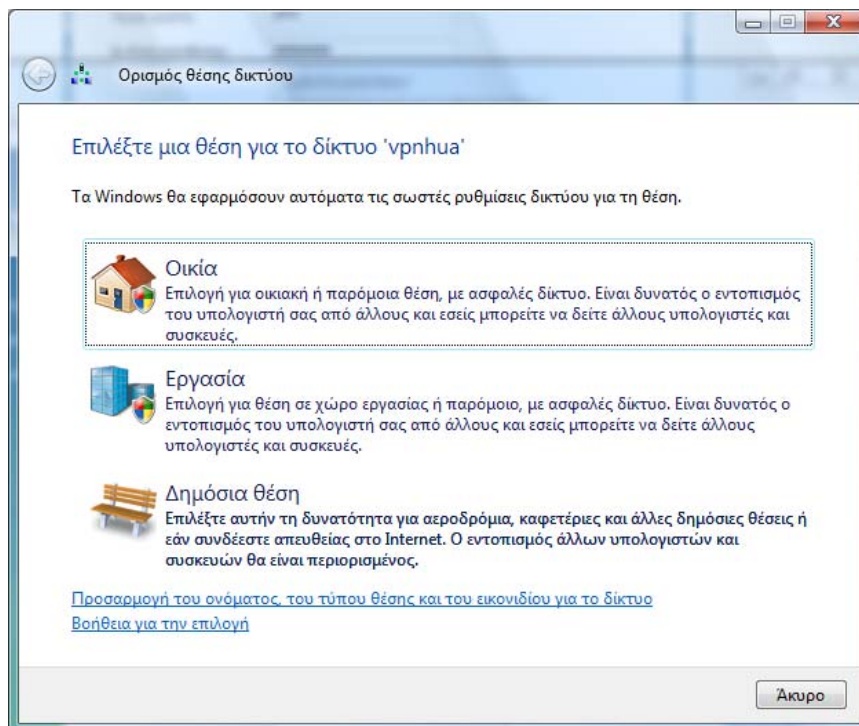 Ορισμός θέσης δικτύου
Επιλέξτε μια θέση για το δίκτυο 'vpnhua'
Τα Windows θα εφαρμόσουν αυτόματα τις σωστές ρυθμίσεις δικτύου για τη θέση.
Οικία
Επιλογή για οικιακή ή παρόμοια θέση, με ασφαλές δίκτυο. Είναι δυνατός ο εντοπισμός
του υπολογιστή σας από άλλους και εσείς μπορείτε να δείτε άλλους υπολογιστές και
συσκευές.
Εργασία
Επιλογή για θέση σε χώρο εργασίας ή παρόμοιο, με ασφαλές δίκτυο. Είναι δυνατός ο
εντοπισμός του υπολογιστή σας από άλλους και εσείς μπορείτε να δείτε άλλους
υπολογιστές και συσκευές.
Δημόσια θέση
Επιλέξτε αυτήν τη δυνατότητα για αεροδρόμια, καφετέριες και άλλες δημόσιες θέσεις ή
εάν συνδέεστε απευθείας στο Internet. Ο εντοπισμός άλλων υπολογιστών και
συσκευών θα είναι περιορισμένος.
Προσαρμογή του ονόματος, του τύπου θέσης και του εικονιδίου για το δίκτυο
Βοήθεια για την επιλογή
Άκυρο